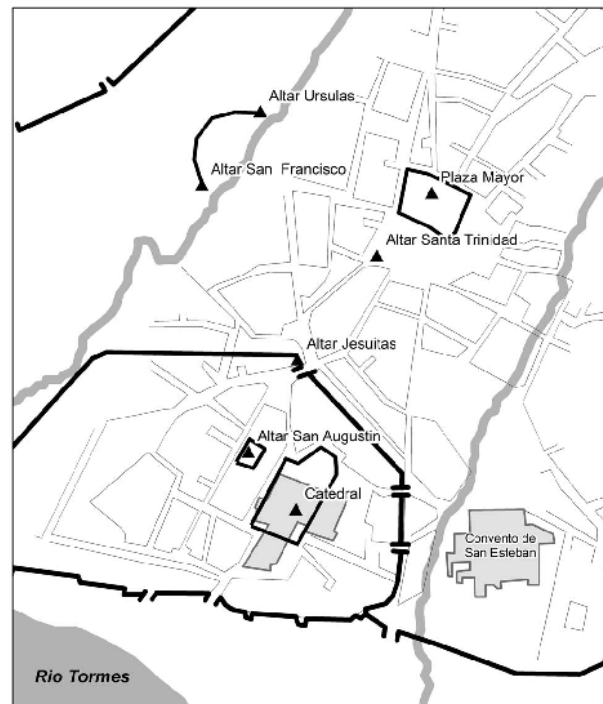 Altar Ursulas
Altar San Francisco
Plaza Mayor
Altar Santa Trinidad
Altar Jesuitas
Altar San Augustin
Catedral
Convento de
San Esteban
Rio Tormes